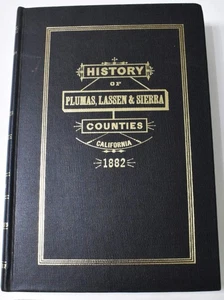 HISTORY
OF
PLUMAS, LASSEN & SIERRA
COUNTIES
CALIFORNIA
1882